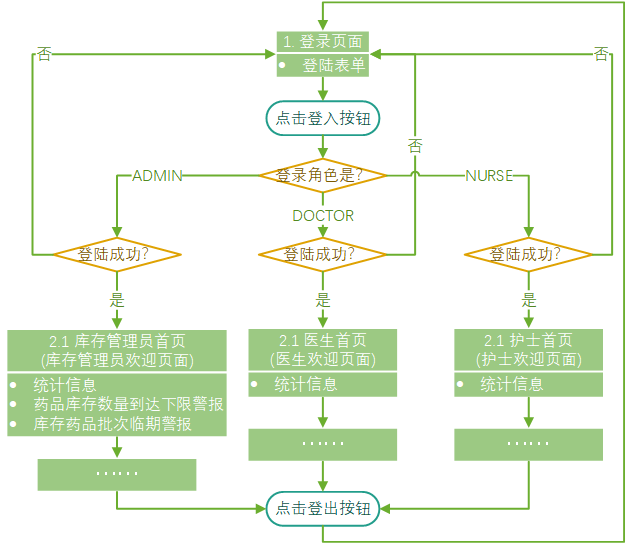 1. 登录页面
• 登陆表单
否
否
点击登入按钮
否
登录角色是?
ADMIN
NURSE
DOCTOR
登陆成功?
登陆成功?
登陆成功?
是
是
是
2.1 库存管理员首页
(库存管理员欢迎页面)
• 统计信息
• 药品库存数量到达下限警报
• 库存药品批次临期警报
2.1 医生首页
(医生欢迎页面)
• 统计信息
2.1 护士首页
(护士欢迎页面)
• 统计信息
……
……
……
点击登出按钮